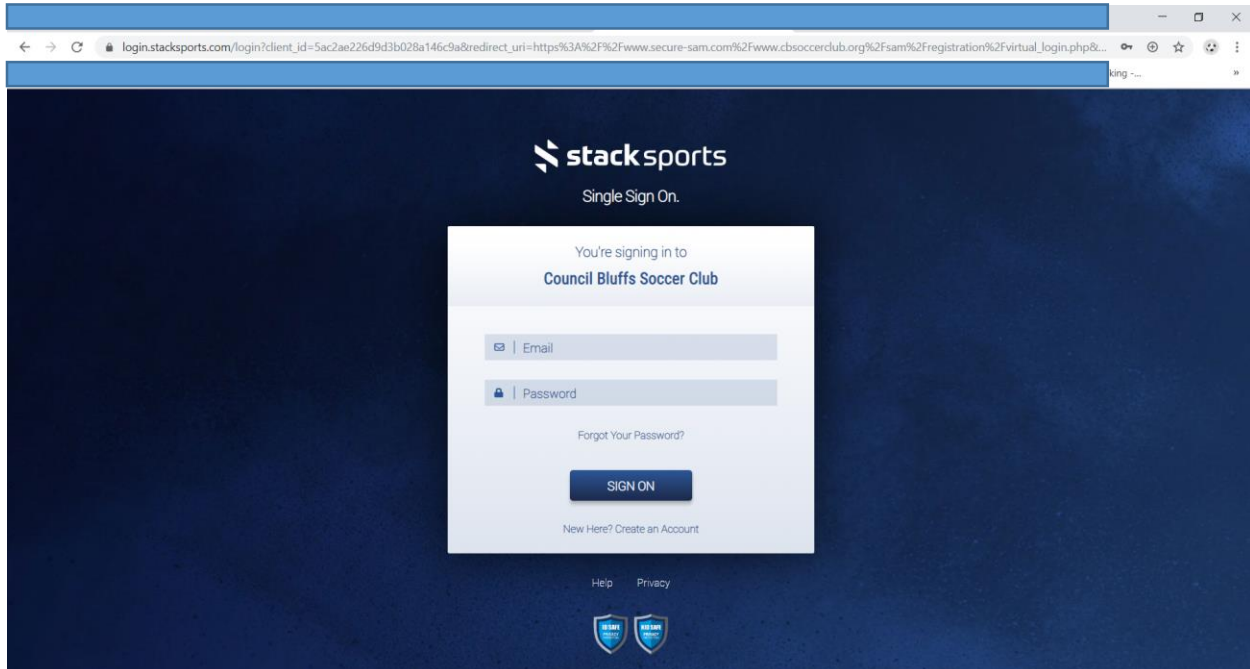 login.stacksports.com/login?client_id=5ac2ae226d9d3b028a146c9a&redirect_uri=https%3A%2F%2Fwww.secure-sam.com%2Fwww.cbsoccerclub.org%2Fsam%2Fregistration%2Fvirtual_login.php&...
king -...
»
stack sports
Single Sign On.
You're signing in to
Council Bluffs Soccer Club
Email
Password
Forgot Your Password?
SIGN ON
New Here? Create an Account
Help Privacy